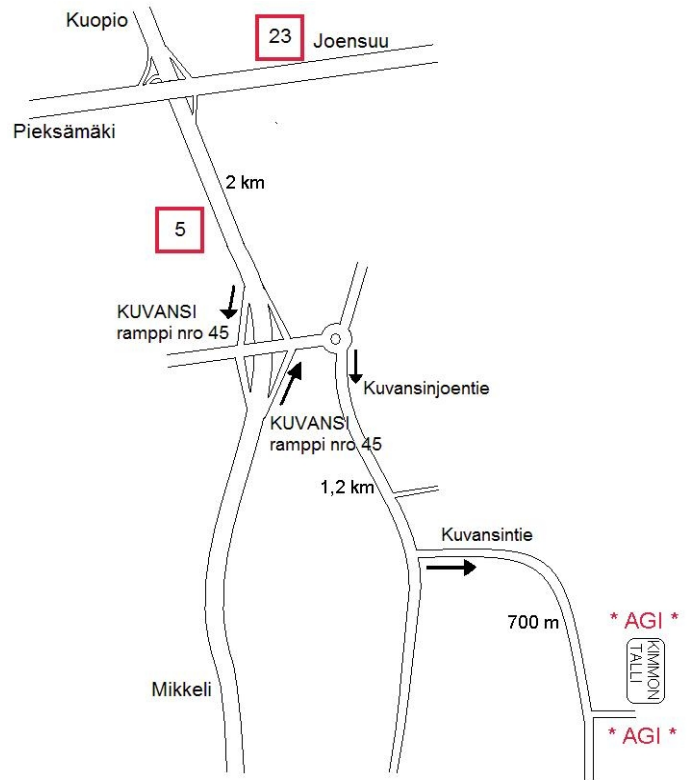 Kuopio
23
Joensuu
Pieksämäki
2 km
5
KUVANSI
ramppi nro 45
Kuvansinjoentie
KUVANSI
ramppi nro 45
1,2 km
Kuvansintie
700 m
* AGI *
KIMMON
TALLI
Mikkeli
* AGI *